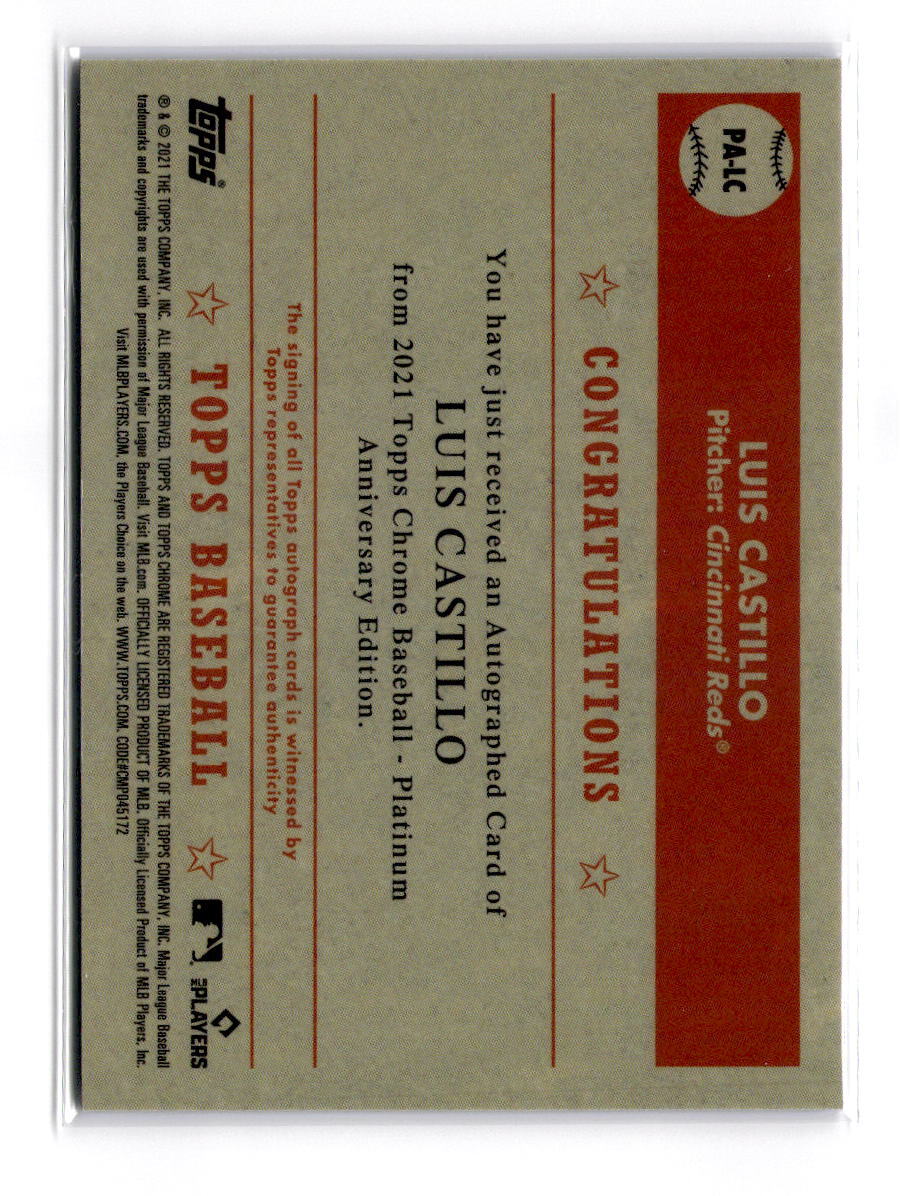 PA-LC
LUIS CASTILLO
Pitcher: Cincinnati Reds®
CONGRATULATIONS
You have just received an Autographed Card of
LUIS CASTILLO
from 2021 Topps Chrome Baseball - Platinum
Anniversary Edition.
The signing of all Topps autograph cards is witnessed by
Topps representatives to guarantee authenticity
topps®
TOPPS BASEBALL
MLB PLAYERS
® & © 2021 THE TOPPS COMPANY, INC. ALL RIGHTS RESERVED. TOPPS AND TOPPS CHROME ARE REGISTERED TRADEMARKS OF THE TOPPS COMPANY, INC. Major League Baseball
trademarks and copyrights are used with permission of Major League Baseball. Visit MLB.com. OFFICIALLY LICENSED PRODUCT OF MLB. Officially Licensed Product of MLB Players, Inc.
Visit MLBPLAYERS.COM, the Players Choice on the web. WWW.TOPPS.COM. CODE#CMP045172